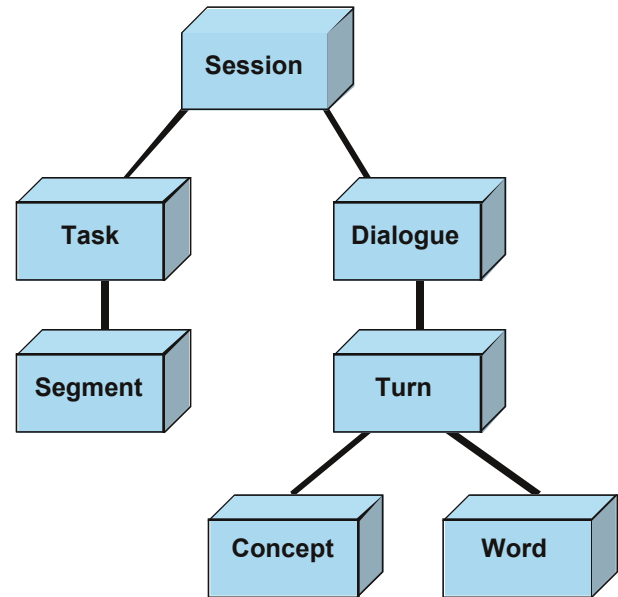 Session
Task
Dialogue
Segment
Turn
Concept
Word